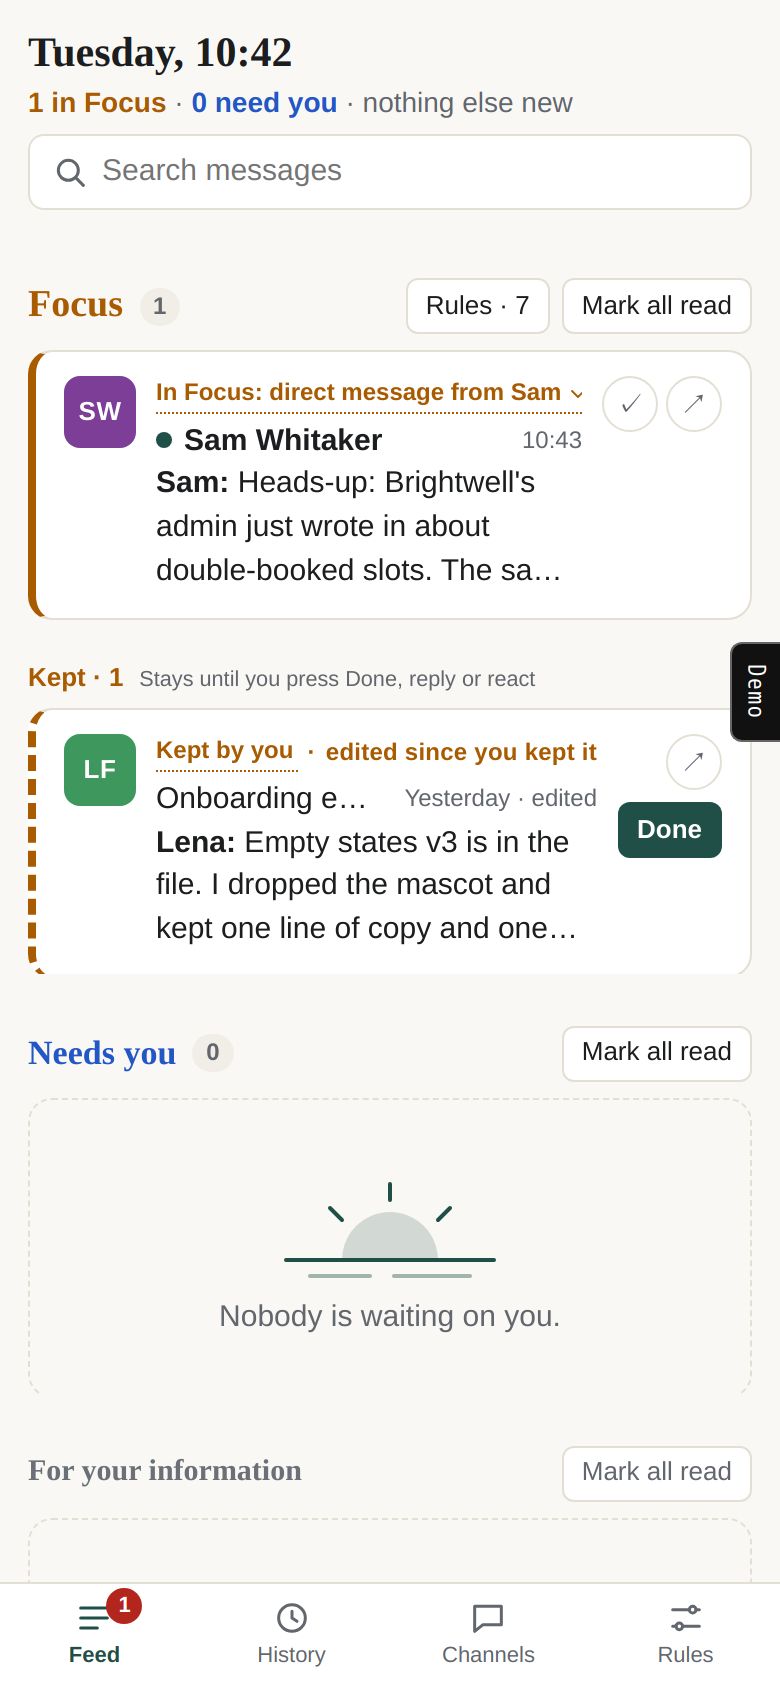 Tuesday, 10:42
1 in Focus · 0 need you · nothing else new
Search messages
Focus 1 Rules · 7 Mark all read
SW In Focus: direct message from Sam
Sam Whitaker 10:43
Sam: Heads-up: Brightwell's
admin just wrote in about
double-booked slots. The sa…
Kept · 1 Stays until you press Done, reply or react
Demo
LF Kept by you · edited since you kept it
Onboarding e… Yesterday · edited
Done
Lena: Empty states v3 is in the
file. I dropped the mascot and
kept one line of copy and one…
Needs you 0 Mark all read
Nobody is waiting on you.
For your information Mark all read
1
Feed History Channels Rules